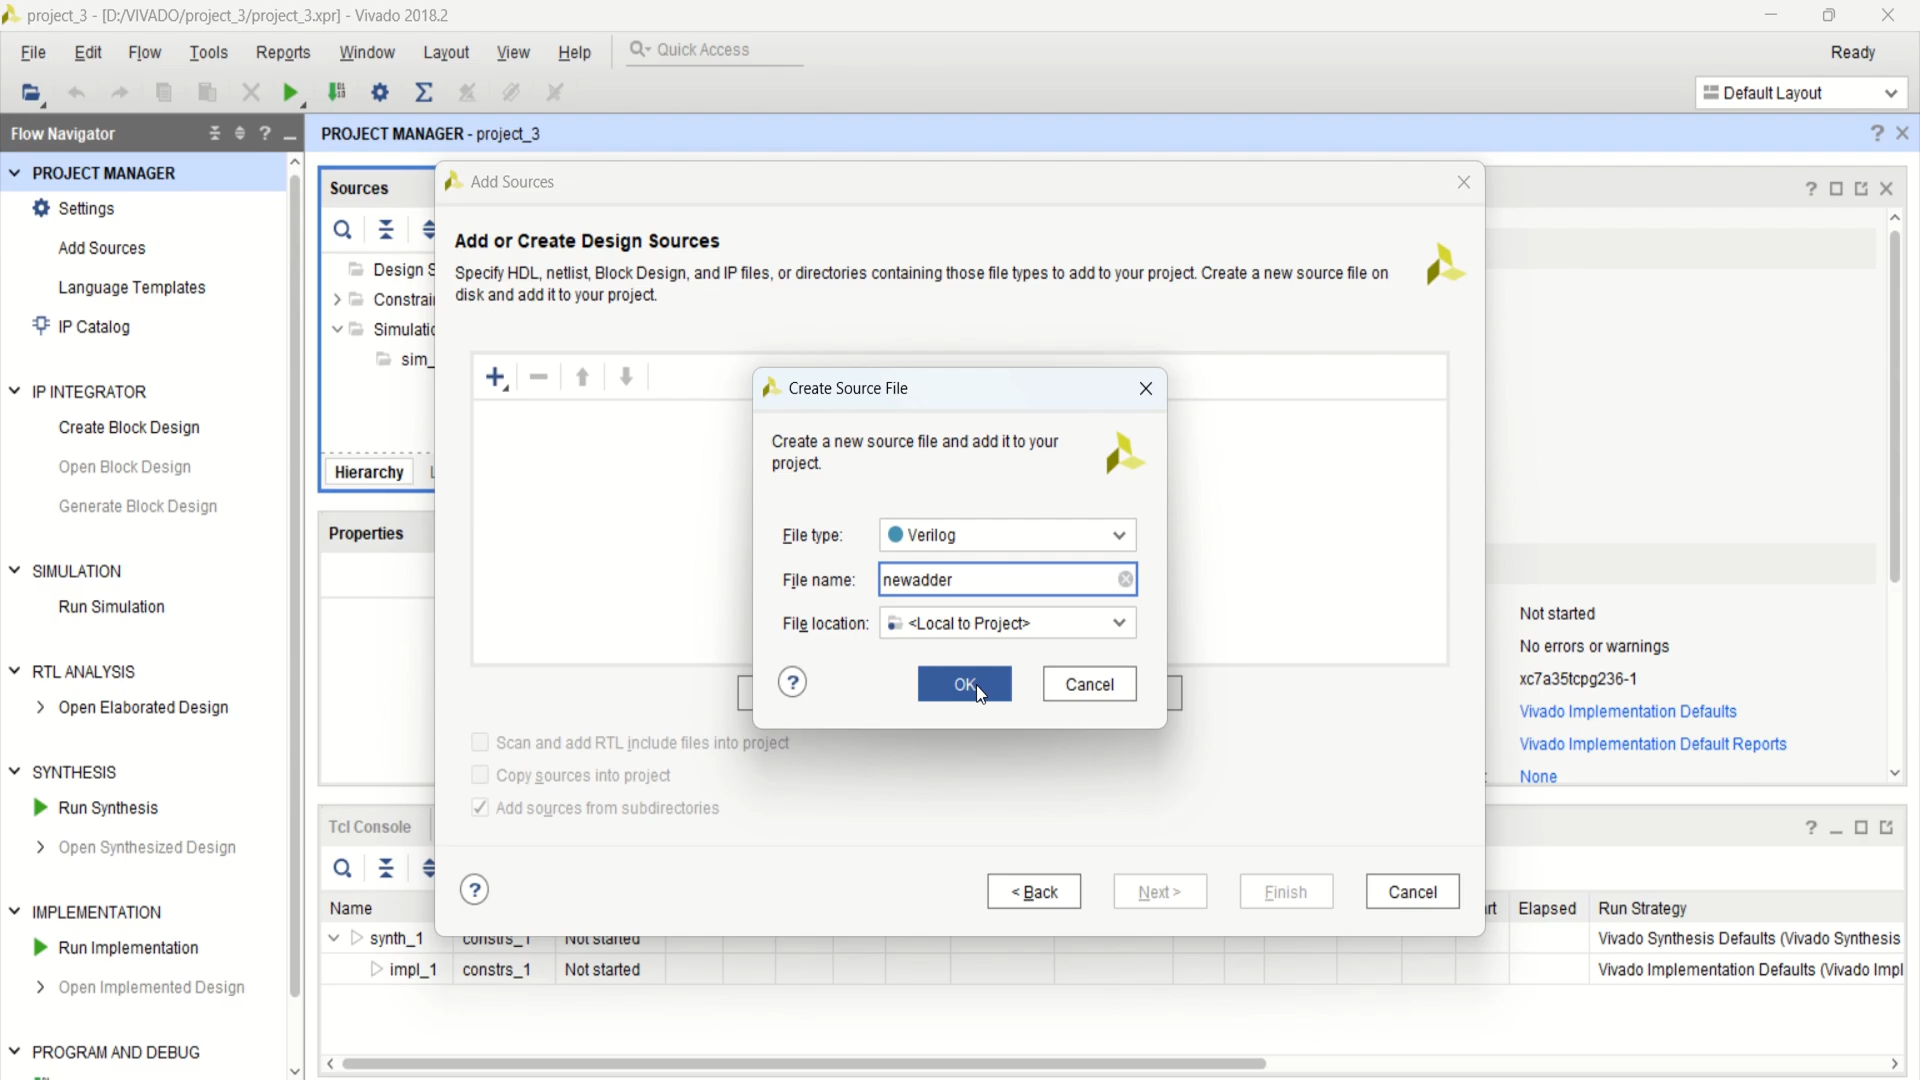 project_3 - [D:/VIVADO/project_3/project_3.xpr] - Vivado 2018.2
File Edit Flow Tools Reports Window Layout View Help Quick Access Ready
Default Layout
Flow Navigator
PROJECT MANAGER - project_3
PROJECT MANAGER
Settings
Add Sources
Language Templates
IP Catalog
IP INTEGRATOR
Create Block Design
Open Block Design
Generate Block Design
SIMULATION
Run Simulation
RTL ANALYSIS
Open Elaborated Design
SYNTHESIS
Run Synthesis
Open Synthesized Design
IMPLEMENTATION
Run Implementation
Open Implemented Design
PROGRAM AND DEBUG
Sources
Design S
Constrai
Simulatio
sim_
Hierarchy
Properties
Add Sources
Add or Create Design Sources
Specify HDL, netlist, Block Design, and IP files, or directories containing those file types to add to your project. Create a new source file on
disk and add it to your project.
Create Source File
Create a new source file and add it to your
project.
File type: Verilog
File name: newadder
File location: <Local to Project>
OK Cancel
Scan and add RTL include files into project
Copy sources into project
Add sources from subdirectories
< Back Next > Finish Cancel
Not started
No errors or warnings
xc7a35tcpg236-1
Vivado Implementation Defaults
Vivado Implementation Default Reports
None
Tcl Console
Name Elapsed Run Strategy
synth_1 constrs_1 Not started Vivado Synthesis Defaults (Vivado Synthesis
impl_1 constrs_1 Not started Vivado Implementation Defaults (Vivado Impl